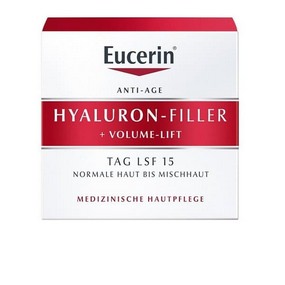 Eucerin®
ANTI-AGE
HYALURON-FILLER
+ VOLUME-LIFT
TAG LSF 15
NORMALE HAUT BIS MISCHHAUT
MEDIZINISCHE HAUTPFLEGE